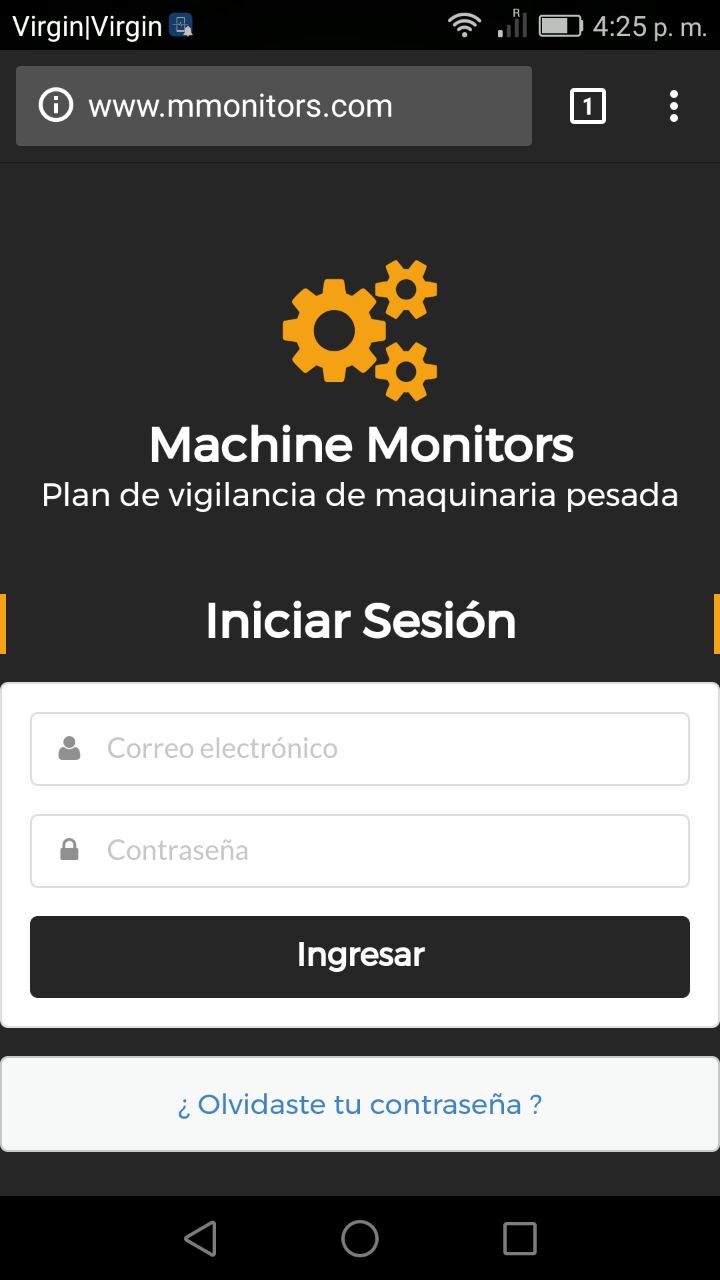 Virgin|Virgin R 4:25 p. m.
www.mmonitors.com 1
Machine Monitors
Plan de vigilancia de maquinaria pesada
Iniciar Sesión
Correo electrónico
Contraseña
Ingresar
¿ Olvidaste tu contraseña ?